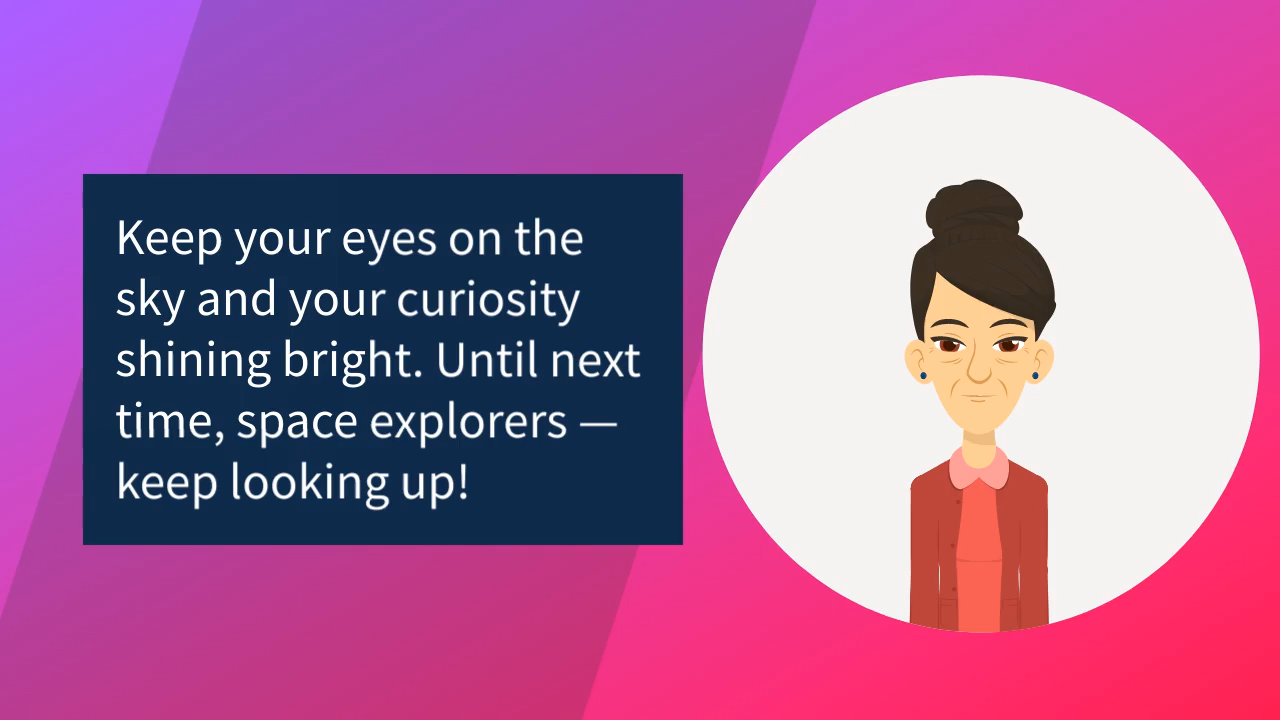 Keep your eyes on the
sky and your curiosity
shining bright. Until next
time, space explorers —
keep looking up!